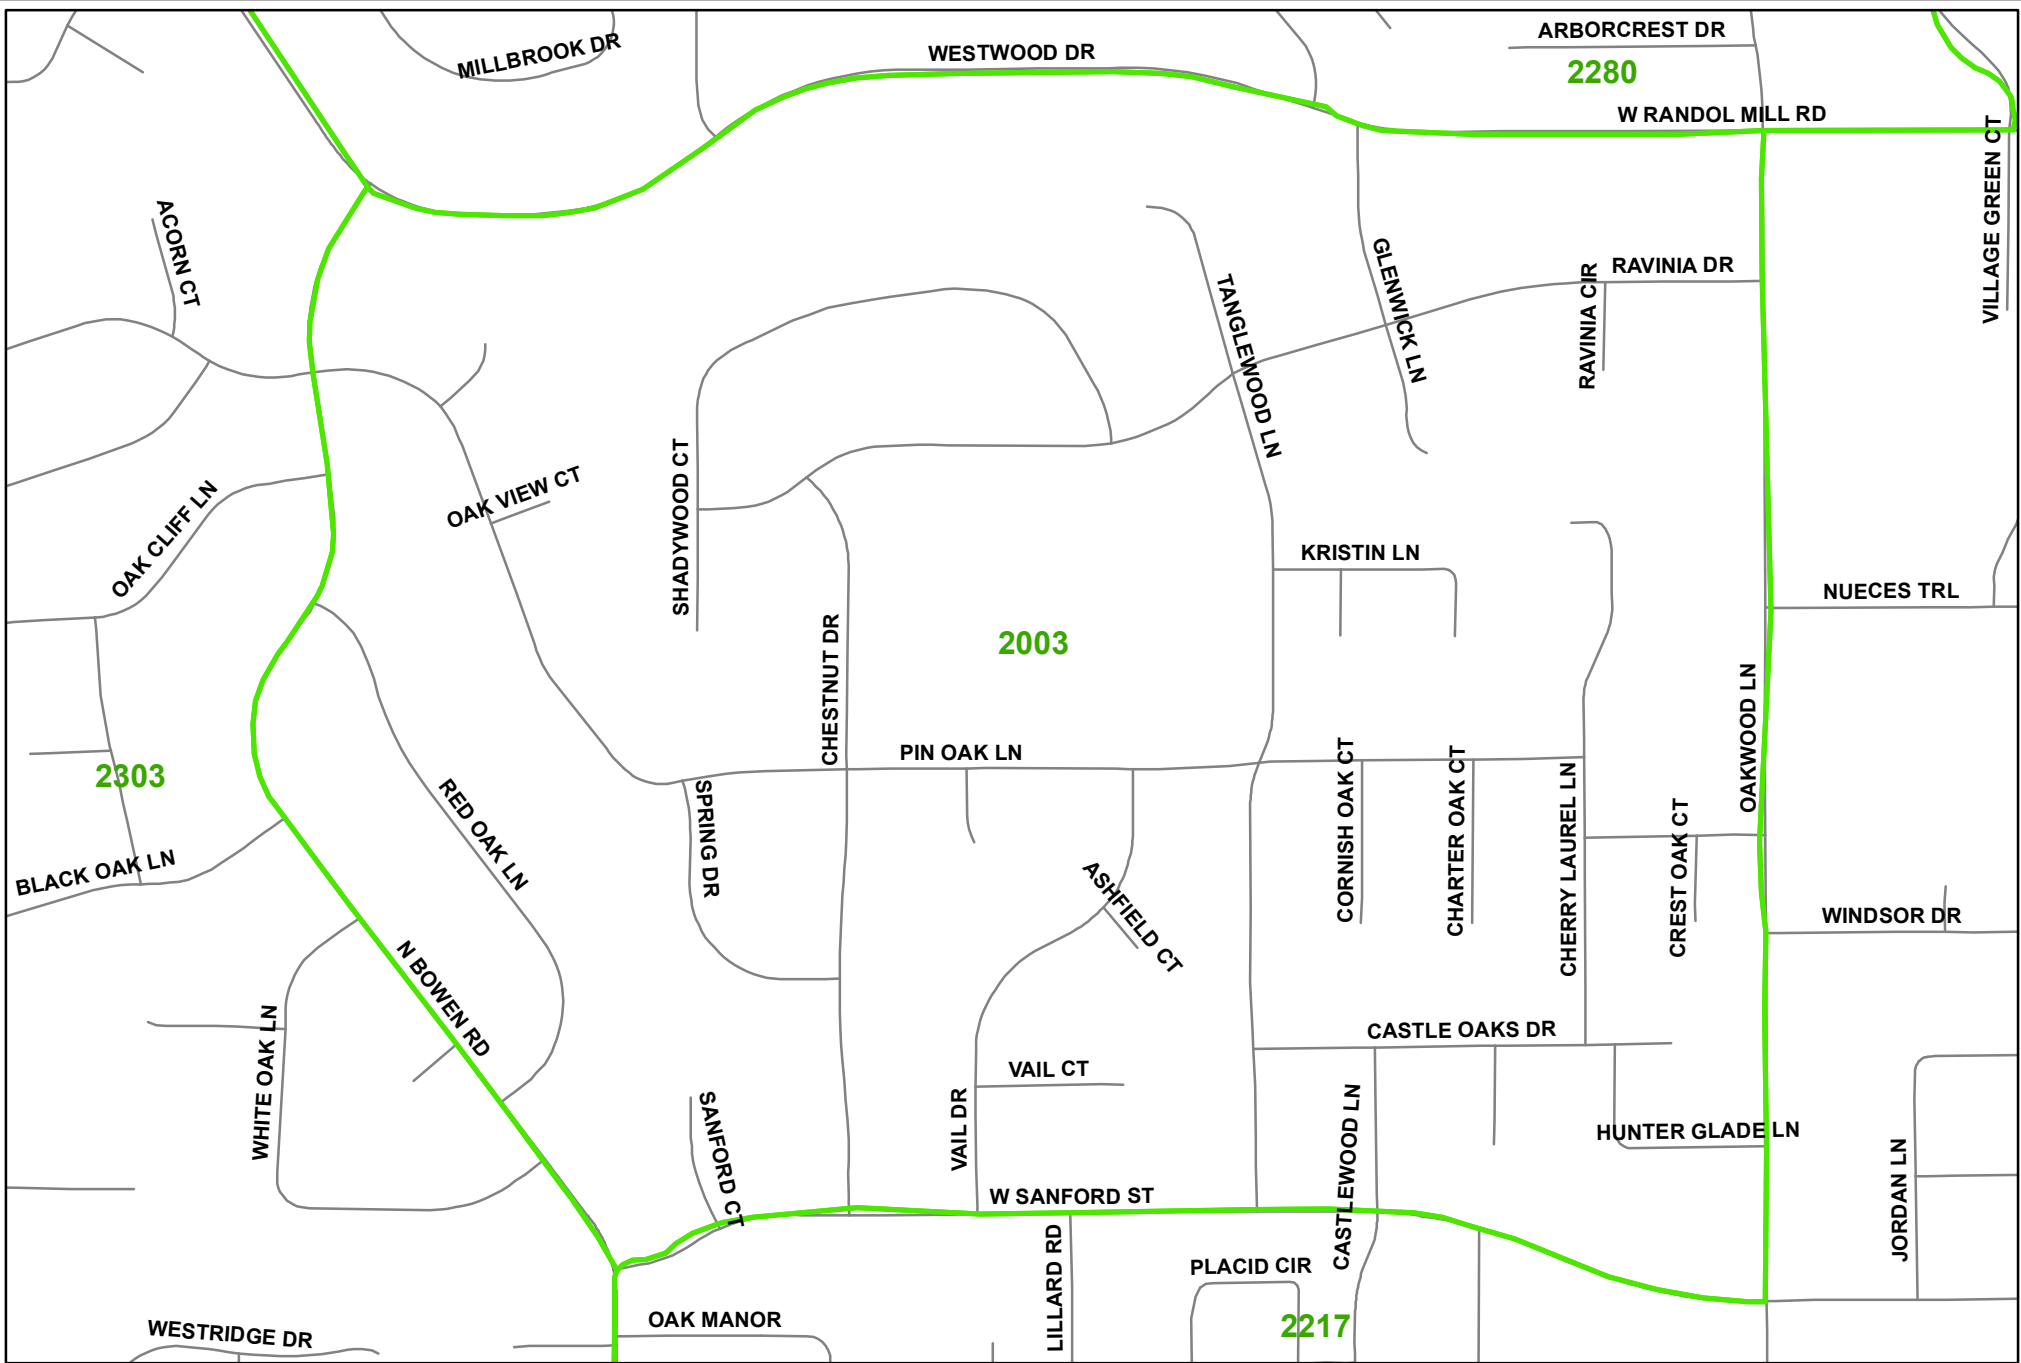 ARBORCREST DR
MILLBROOK DR
WESTWOOD DR
2280
W RANDOL MILL RD
VILLAGE GREEN CT
ACORN CT
GLENWICK LN
RAVINIA DR
RAVINIA CIR
TANGLEWOOD LN
SHADYWOOD CT
OAK VIEW CT
OAK CLIFF LN
KRISTIN LN
NUECES TRL
CHESTNUT DR
2003
OAKWOOD LN
PIN OAK LN
2303
RED OAK LN
SPRING DR
CORNISH OAK CT
CHARTER OAK CT
CHERRY LAUREL LN
CREST OAK CT
BLACK OAK LN
ASHFIELD CT
WINDSOR DR
N BOWEN RD
WHITE OAK LN
CASTLE OAKS DR
VAIL CT
VAIL DR
SANFORD CT
CASTLEWOOD LN
HUNTER GLADE LN
JORDAN LN
W SANFORD ST
LILLARD RD
PLACID CIR
OAK MANOR
2217
WESTRIDGE DR